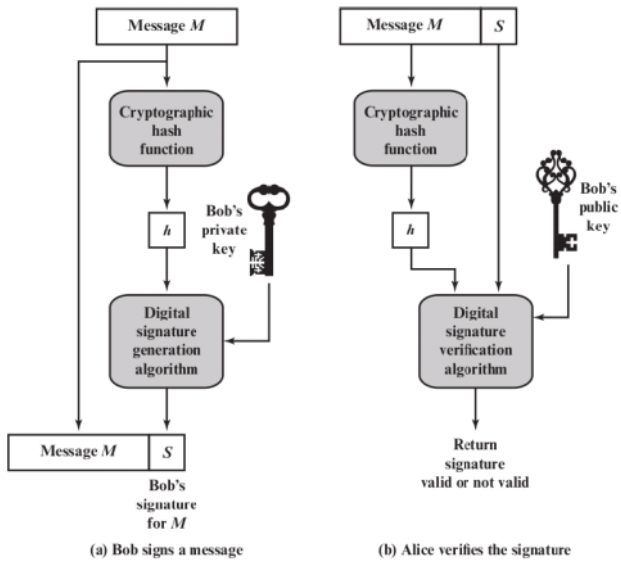 Message M
Cryptographic
hash
function
h
Bob's
private
key
Digital
signature
generation
algorithm
Message M S
Bob's
signature
for M
(a) Bob signs a message
Message M S
Cryptographic
hash
function
h
Bob's
public
key
Digital
signature
verification
algorithm
Return
signature
valid or not valid
(b) Alice verifies the signature